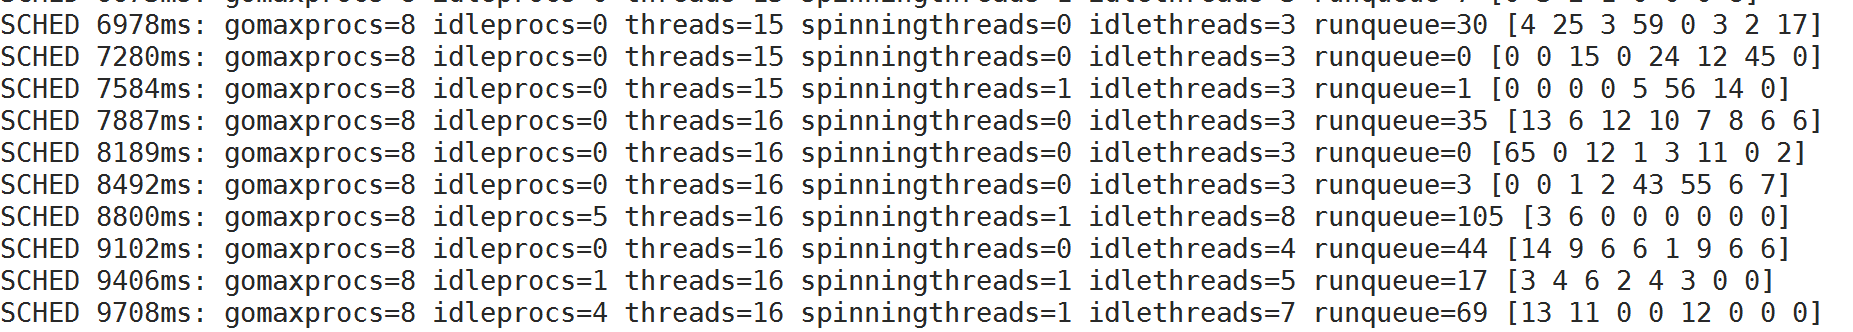 SCHED 6978ms: gomaxprocs=8 idleprocs=0 threads=15 spinningthreads=0 idlethreads=3 runqueue=30 [4 25 3 59 0 3 2 17]
SCHED 7280ms: gomaxprocs=8 idleprocs=0 threads=15 spinningthreads=0 idlethreads=3 runqueue=0 [0 0 15 0 24 12 45 0]
SCHED 7584ms: gomaxprocs=8 idleprocs=0 threads=15 spinningthreads=1 idlethreads=3 runqueue=1 [0 0 0 0 5 56 14 0]
SCHED 7887ms: gomaxprocs=8 idleprocs=0 threads=16 spinningthreads=0 idlethreads=3 runqueue=35 [13 6 12 10 7 8 6 6]
SCHED 8189ms: gomaxprocs=8 idleprocs=0 threads=16 spinningthreads=0 idlethreads=3 runqueue=0 [65 0 12 1 3 11 0 2]
SCHED 8492ms: gomaxprocs=8 idleprocs=0 threads=16 spinningthreads=0 idlethreads=3 runqueue=3 [0 0 1 2 43 55 6 7]
SCHED 8800ms: gomaxprocs=8 idleprocs=5 threads=16 spinningthreads=1 idlethreads=8 runqueue=105 [3 6 0 0 0 0 0 0]
SCHED 9102ms: gomaxprocs=8 idleprocs=0 threads=16 spinningthreads=0 idlethreads=4 runqueue=44 [14 9 6 6 1 9 6 6]
SCHED 9406ms: gomaxprocs=8 idleprocs=1 threads=16 spinningthreads=1 idlethreads=5 runqueue=17 [3 4 6 2 4 3 0 0]
SCHED 9708ms: gomaxprocs=8 idleprocs=4 threads=16 spinningthreads=1 idlethreads=7 runqueue=69 [13 11 0 0 12 0 0 0]